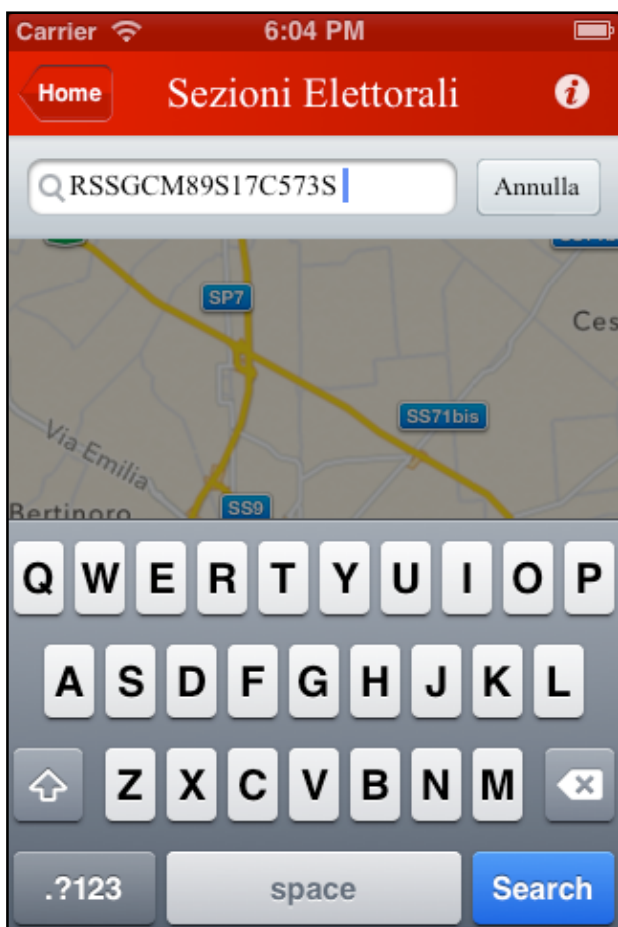 Carrier 6:04 PM
Home Sezioni Elettorali i
RSSGCM89S17C573S Annulla
SP7
Ces
SS71bis
Via Emilia
Bertinoro SS9
Q W E R T Y U I O P
A S D F G H J K L
Z X C V B N M
.?123 space Search